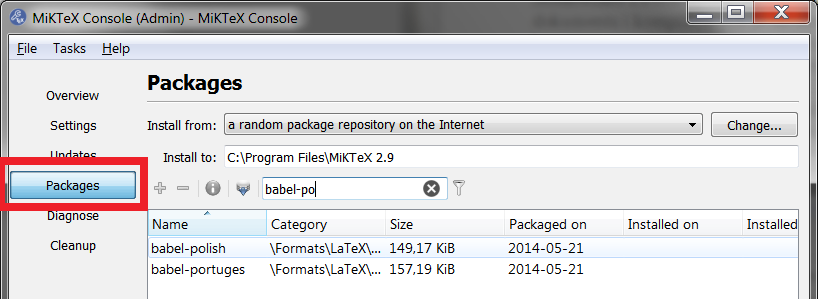 MiKTeX Console (Admin) - MiKTeX Console
File Tasks Help
Packages
Overview
Install from: a random package repository on the Internet Change...
Settings
Updates
Install to: C:\Program Files\MiKTeX 2.9
Packages
babel-po
Diagnose
Name Category Size Packaged on Installed on Installed
Cleanup
babel-polish \Formats\LaTeX\... 149,17 KiB 2014-05-21
babel-portuges \Formats\LaTeX\... 157,19 KiB 2014-05-21